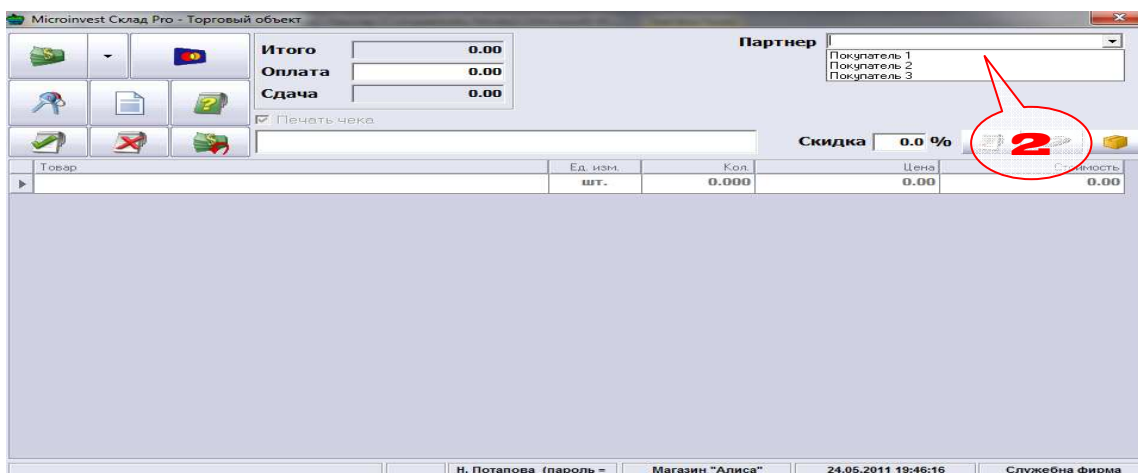 Microinvest Склад Pro - Торговый объект
Партнер
Покупатель 1
Покупатель 2
Покупатель 3
Итого 0.00
Оплата 0.00
Сдача 0.00
Печать чека
Скидка 0.0 %
2
Товар Ед. изм. Кол. Цена Стоимость
шт. 0.000 0.00 0.00
Н. Потапова (пароль = Магазин "Алиса" 24.05.2011 19:46:16 Служебна фирма